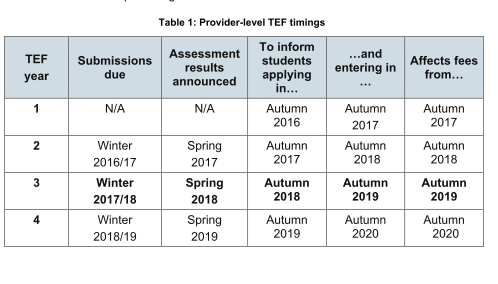 Table 1: Provider-level TEF timings
TEF year | Submissions due | Assessment results announced | To inform students applying in… | …and entering in … | Affects fees from…
1 | N/A | N/A | Autumn 2016 | Autumn 2017 | Autumn 2017
2 | Winter 2016/17 | Spring 2017 | Autumn 2017 | Autumn 2018 | Autumn 2018
3 | Winter 2017/18 | Spring 2018 | Autumn 2018 | Autumn 2019 | Autumn 2019
4 | Winter 2018/19 | Spring 2019 | Autumn 2019 | Autumn 2020 | Autumn 2020